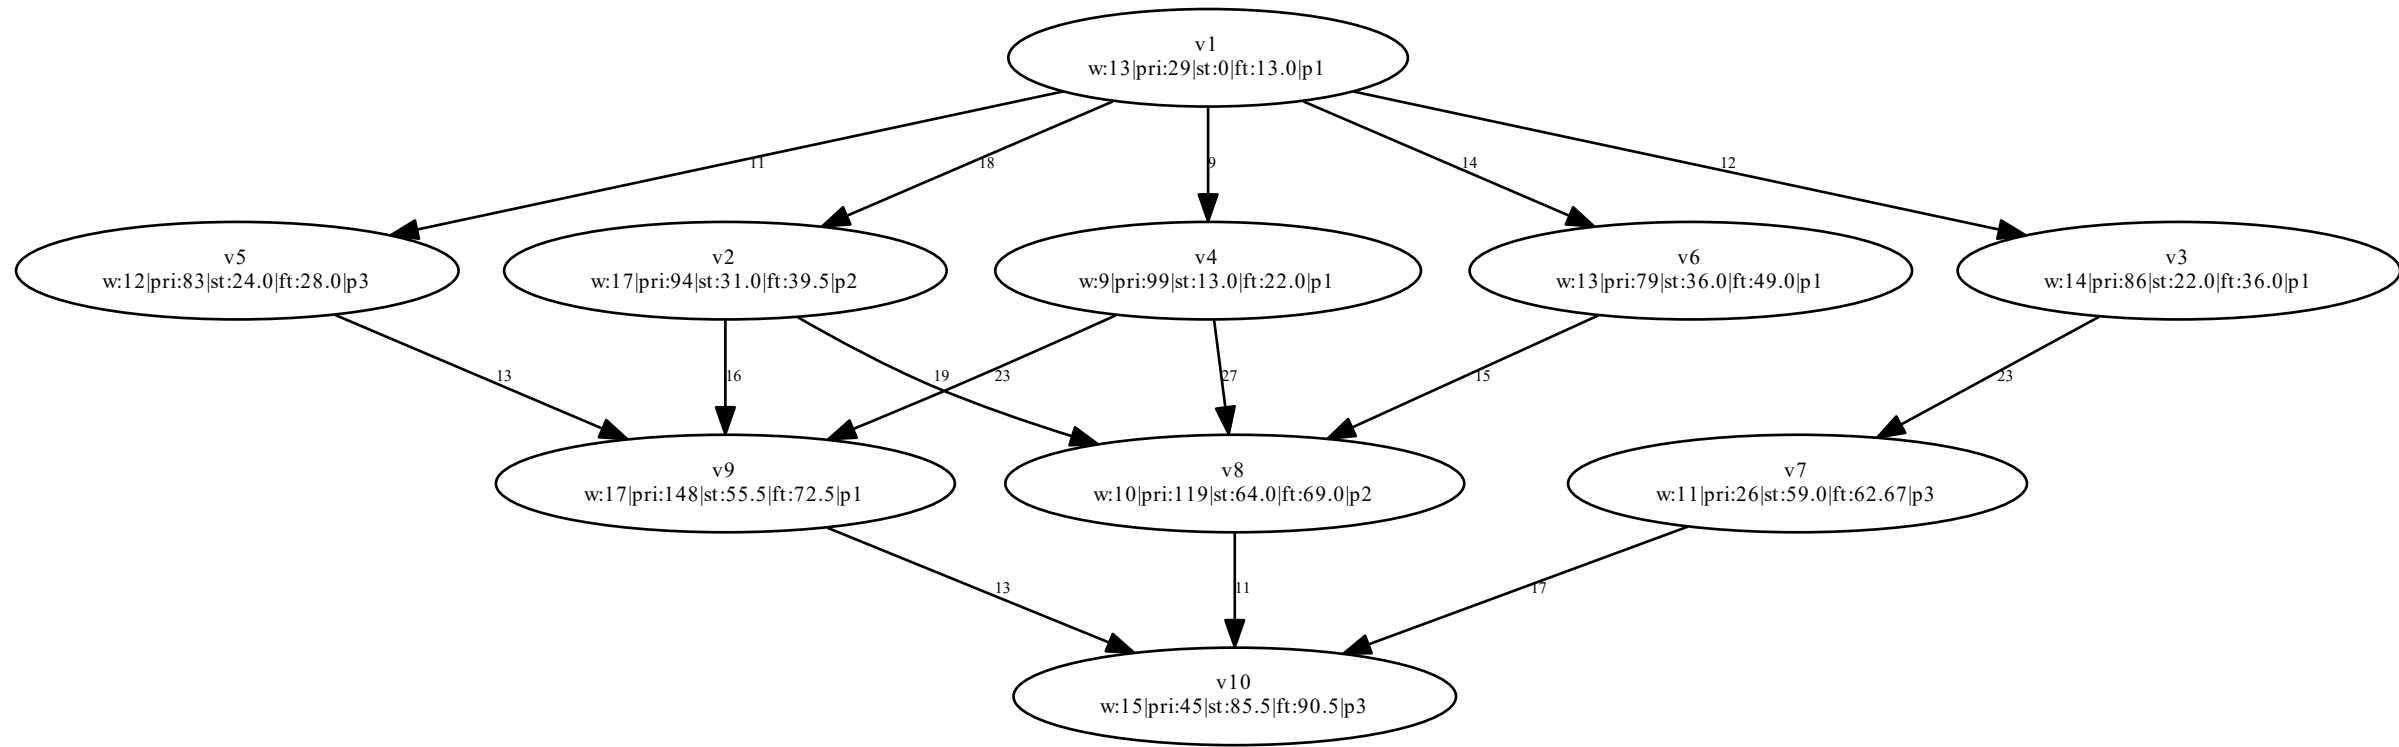 v1
w:13|pri:29|st:0|ft:13.0|p1
11
18
9
14
12
v5
w:12|pri:83|st:24.0|ft:28.0|p3
v2
w:17|pri:94|st:31.0|ft:39.5|p2
v4
w:9|pri:99|st:13.0|ft:22.0|p1
v6
w:13|pri:79|st:36.0|ft:49.0|p1
v3
w:14|pri:86|st:22.0|ft:36.0|p1
13
16
19
23
27
15
23
v9
w:17|pri:148|st:55.5|ft:72.5|p1
v8
w:10|pri:119|st:64.0|ft:69.0|p2
v7
w:11|pri:26|st:59.0|ft:62.67|p3
13
11
17
v10
w:15|pri:45|st:85.5|ft:90.5|p3